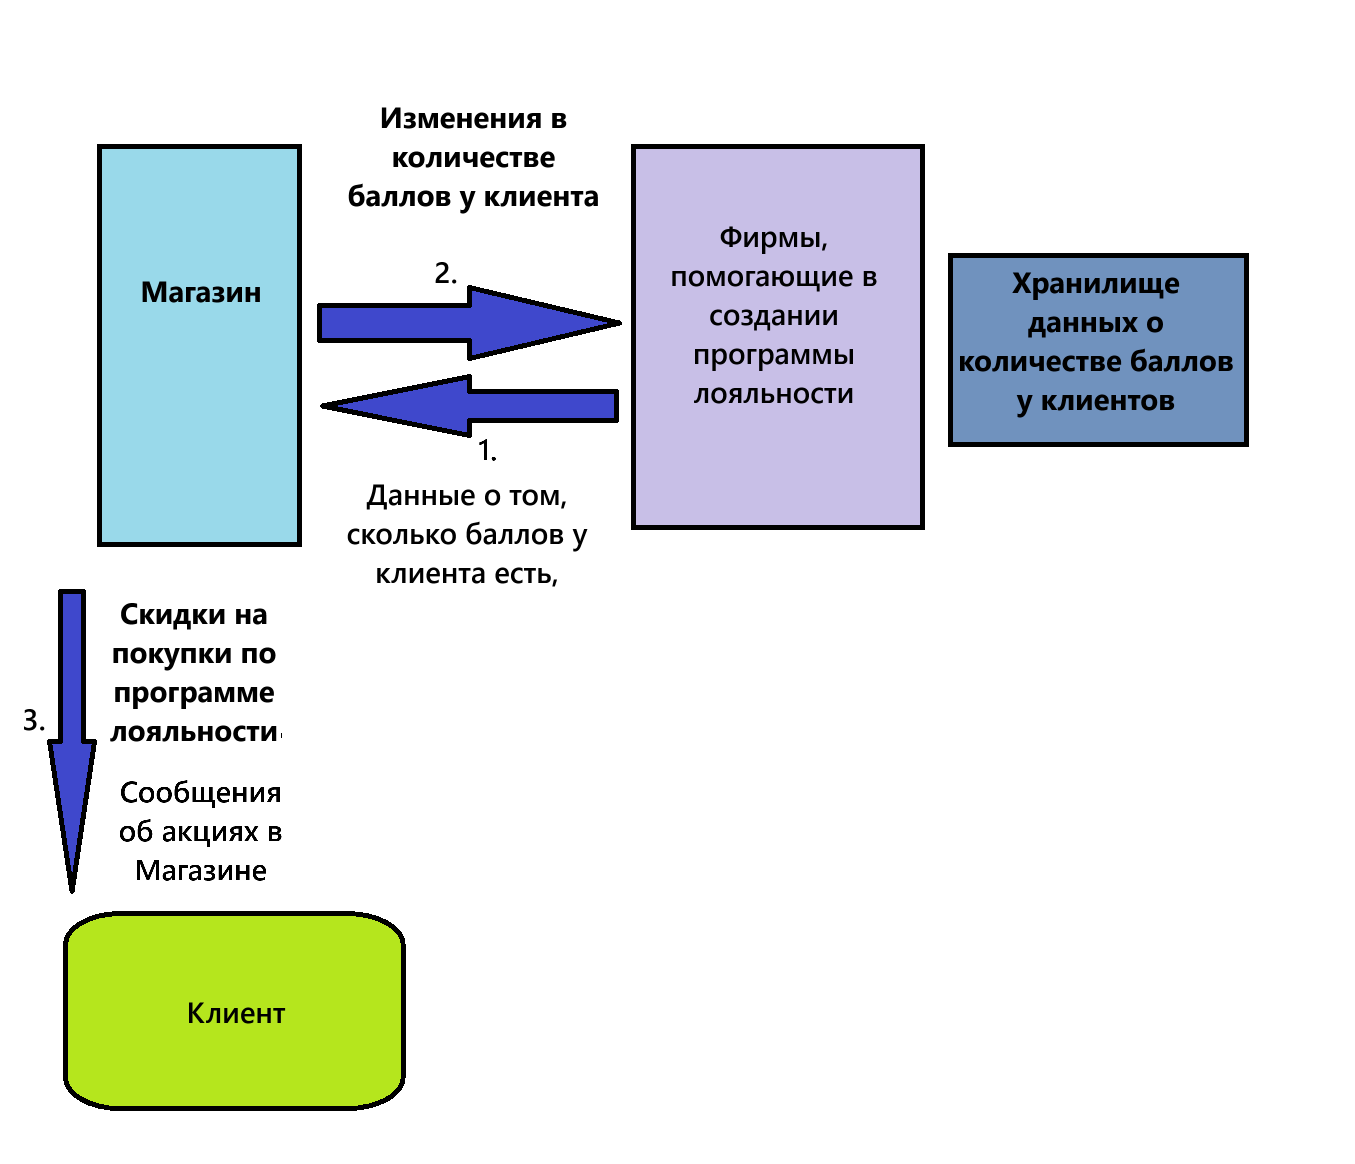 Изменения в
количестве
баллов у клиента
Магазин
2.
1.
Данные о том,
сколько баллов у
клиента есть,
Фирмы,
помогающие в
создании
программы
лояльности
Хранилище
данных о
количестве баллов
у клиентов
3.
Скидки на
покупки по
программе
лояльности
Сообщения
об акциях в
Магазине
Клиент